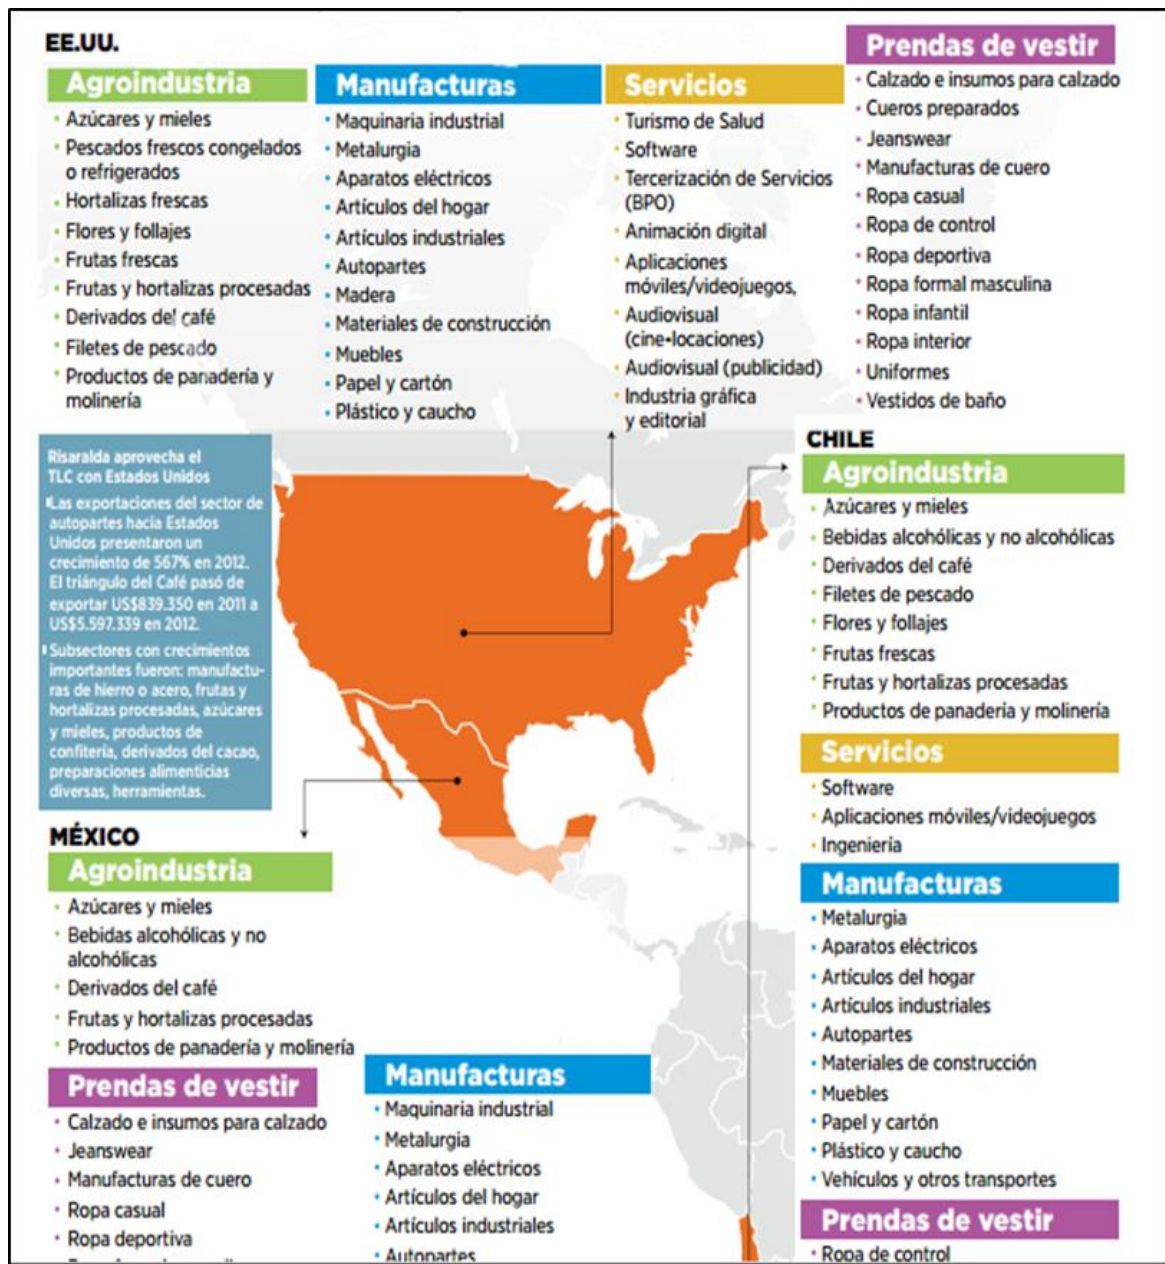 EE.UU.
Agroindustria
• Azúcares y mieles
• Pescados frescos congelados
o refrigerados
• Hortalizas frescas
• Flores y follajes
• Frutas frescas
• Frutas y hortalizas procesadas
• Derivados del café
• Filetes de pescado
• Productos de panadería y
molinería
Manufacturas
• Maquinaria industrial
• Metalurgia
• Aparatos eléctricos
• Artículos del hogar
• Artículos industriales
• Autopartes
• Madera
• Materiales de construcción
• Muebles
• Papel y cartón
• Plástico y caucho
Servicios
• Turismo de Salud
• Software
• Tercerización de Servicios
(BPO)
• Animación digital
• Aplicaciones
móviles/videojuegos,
• Audiovisual
(cine-locaciones)
• Audiovisual (publicidad)
• Industria gráfica
y editorial
Prendas de vestir
• Calzado e insumos para calzado
• Cueros preparados
• Jeanswear
• Manufacturas de cuero
• Ropa casual
• Ropa de control
• Ropa deportiva
• Ropa formal masculina
• Ropa infantil
• Ropa interior
• Uniformes
• Vestidos de baño
Risaralda aprovecha el
TLC con Estados Unidos
Las exportaciones del sector de
autopartes hacia Estados
Unidos presentaron un
crecimiento de 567% en 2012.
El triángulo del Café pasó de
exportar US$839.350 en 2011 a
US$5.597.339 en 2012.
Subsectores con crecimientos
importantes fueron: manufactu-
ras de hierro o acero, frutas y
hortalizas procesadas, azúcares
y mieles, productos de
confitería, derivados del cacao,
preparaciones alimenticias
diversas, herramientas.
CHILE
Agroindustria
• Azúcares y mieles
• Bebidas alcohólicas y no alcohólicas
• Derivados del café
• Filetes de pescado
• Flores y follajes
• Frutas frescas
• Frutas y hortalizas procesadas
• Productos de panadería y molinería
Servicios
• Software
• Aplicaciones móviles/videojuegos
• Ingeniería
Manufacturas
• Metalurgia
• Aparatos eléctricos
• Artículos del hogar
• Artículos industriales
• Autopartes
• Materiales de construcción
• Muebles
• Papel y cartón
• Plástico y caucho
• Vehículos y otros transportes
Prendas de vestir
• Ropa de control
MÉXICO
Agroindustria
• Azúcares y mieles
• Bebidas alcohólicas y no
alcohólicas
• Derivados del café
• Frutas y hortalizas procesadas
• Productos de panadería y molinería
Prendas de vestir
• Calzado e insumos para calzado
• Jeanswear
• Manufacturas de cuero
• Ropa casual
• Ropa deportiva
Manufacturas
• Maquinaria industrial
• Metalurgia
• Aparatos eléctricos
• Artículos del hogar
• Artículos industriales
• Autopartes